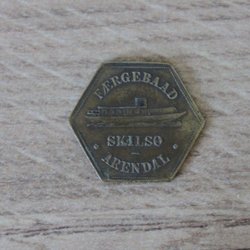 FÆRGEBAAD
SKILSO
–
· ARENDAL ·